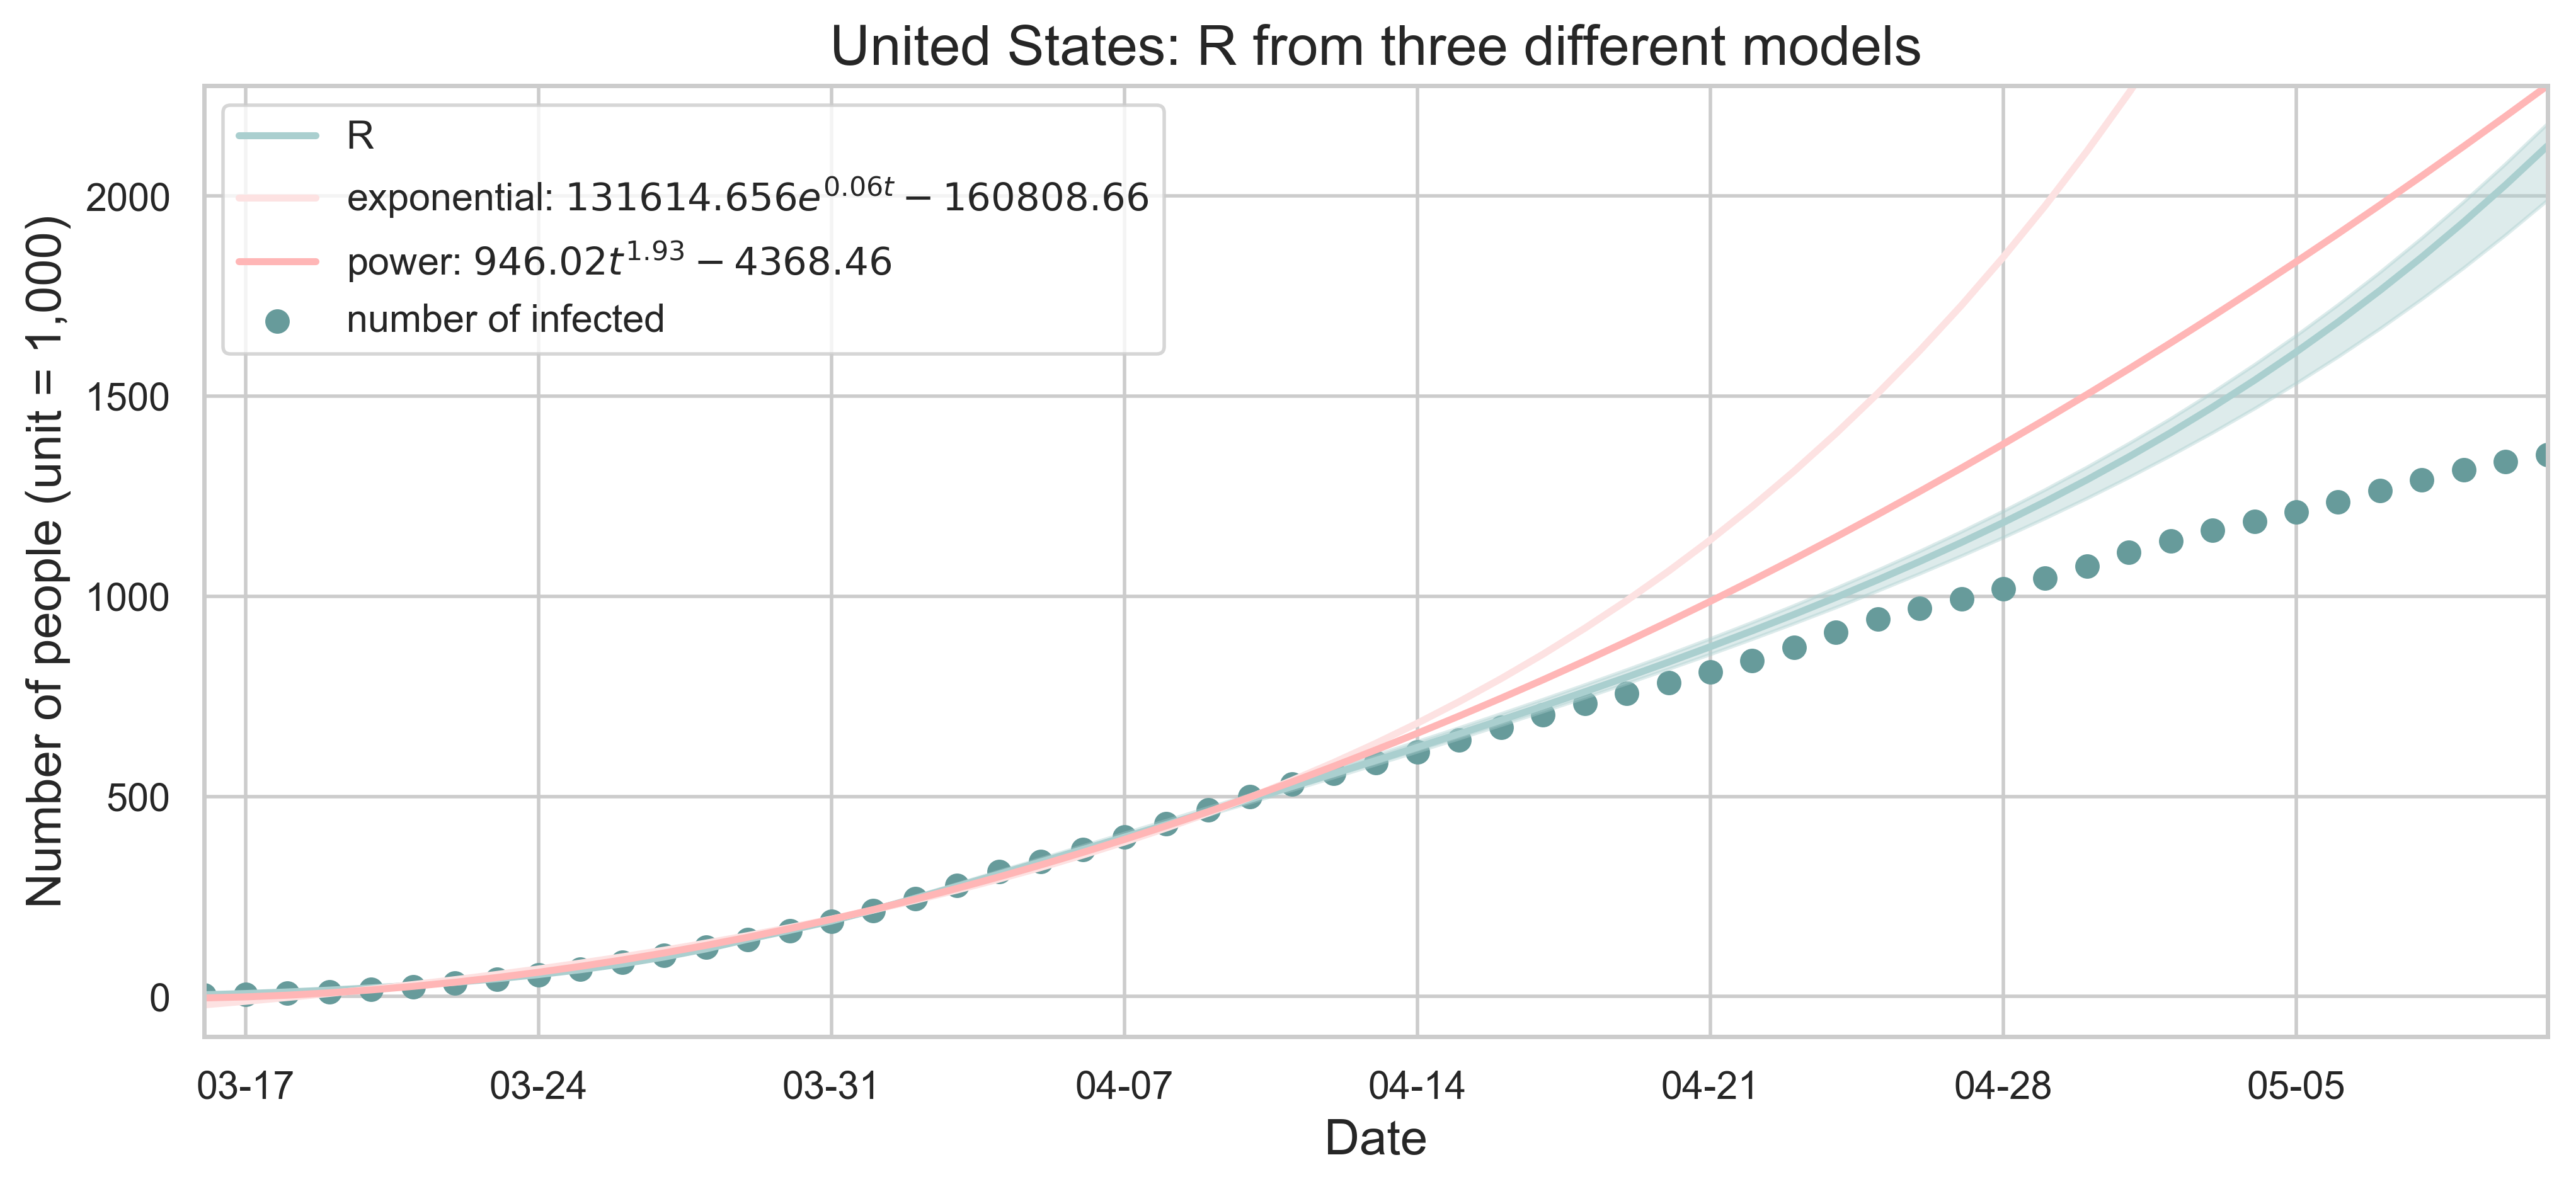 United States: R from three different models
R
exponential: 131614.656e^{0.06t} − 160808.66
power: 946.02t^{1.93} − 4368.46
number of infected
Number of people (unit = 1,000)
2000
1500
1000
500
0
03-17 03-24 03-31 04-07 04-14 04-21 04-28 05-05
Date